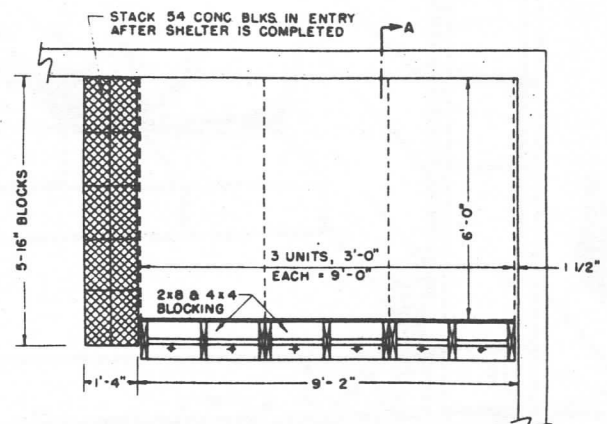 STACK 54 CONC BLKS. IN ENTRY
AFTER SHELTER IS COMPLETED
A
5-16" BLOCKS
6'-0"
3 UNITS, 3'-0"
EACH = 9'-0"
1 1/2"
2x8 & 4x4
BLOCKING
1'-4"
9'-2"